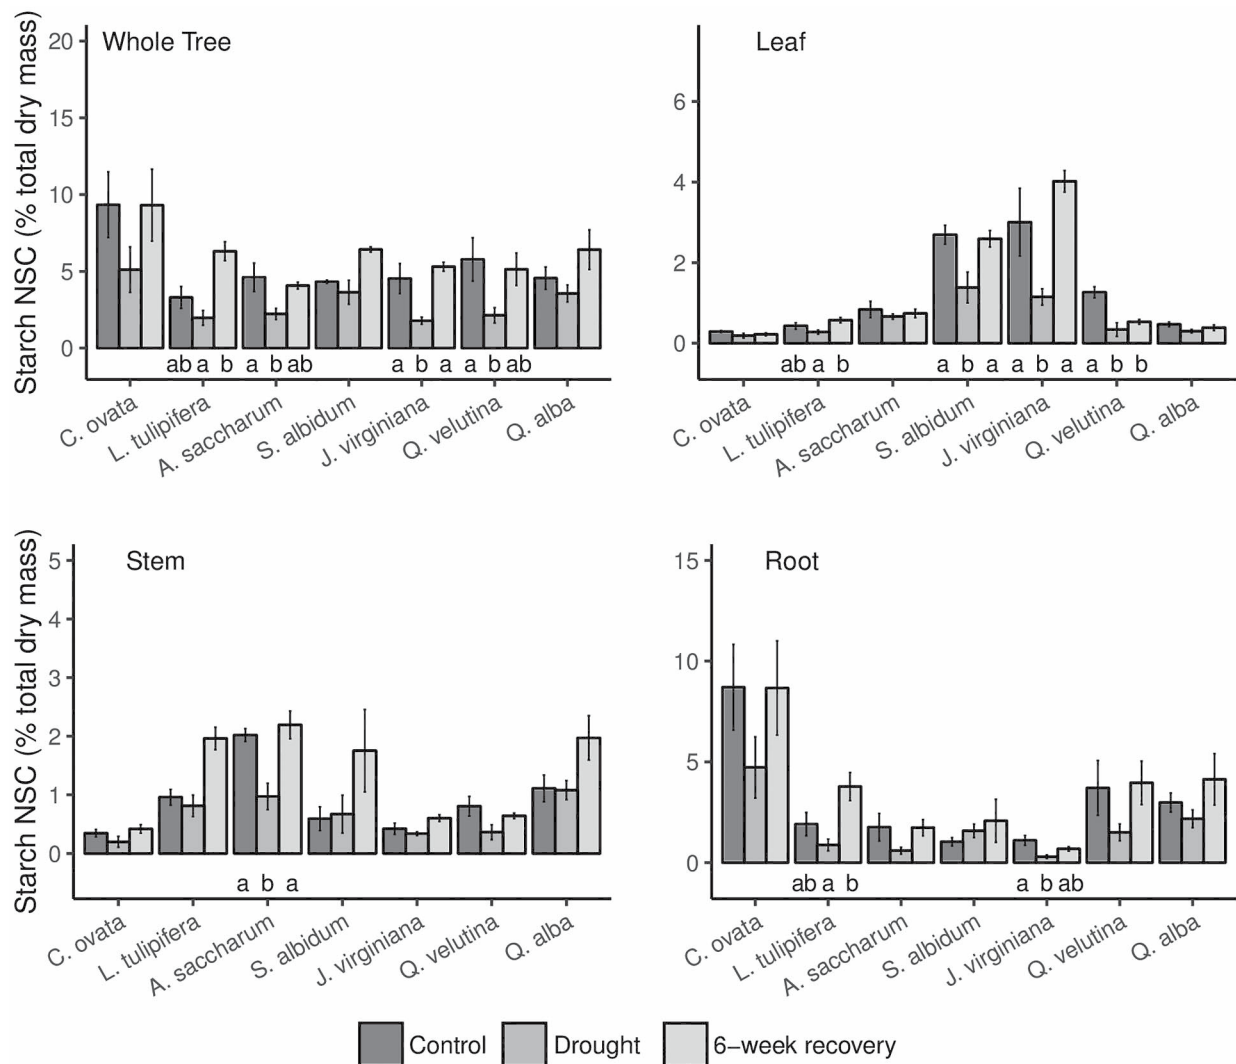 Whole Tree
Starch NSC (% total dry mass)
20
15
10
5
0
ab a b a b ab a b a a b ab
C. ovata
L. tulipifera
A. saccharum
S. albidum
J. virginiana
Q. velutina
Q. alba
Leaf
6
4
2
0
ab a b a b a a b a a b b
C. ovata
L. tulipifera
A. saccharum
S. albidum
J. virginiana
Q. velutina
Q. alba
Stem
Starch NSC (% total dry mass)
5
4
3
2
1
0
a b a
C. ovata
L. tulipifera
A. saccharum
S. albidum
J. virginiana
Q. velutina
Q. alba
Root
15
10
5
0
ab a b a b ab
C. ovata
L. tulipifera
A. saccharum
S. albidum
J. virginiana
Q. velutina
Q. alba
Control Drought 6−week recovery